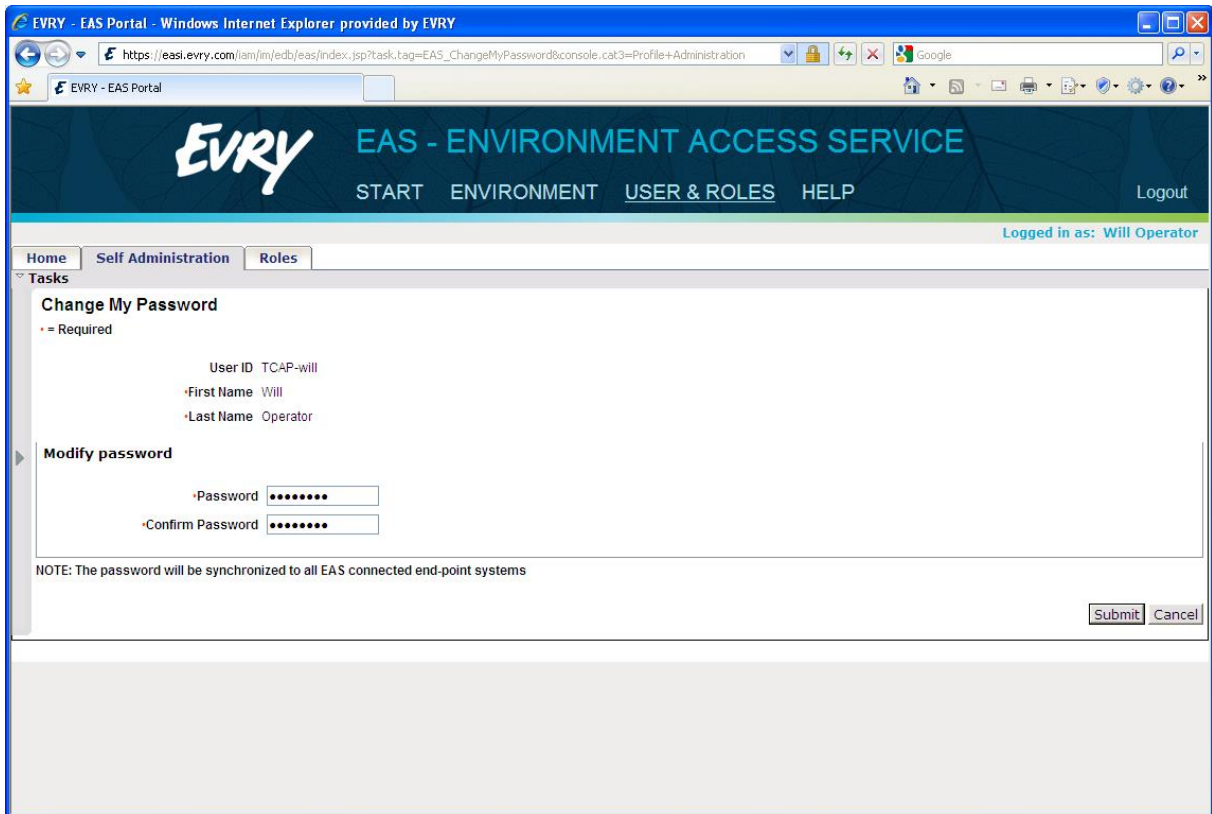 EVRY - EAS Portal - Windows Internet Explorer provided by EVRY
https://easi.evry.com/iam/im/edb/eas/index.jsp?task.tag=EAS_ChangeMyPassword&console.cat3=Profile+Administration
Google
EVRY - EAS Portal
EVRY
EAS - ENVIRONMENT ACCESS SERVICE
START ENVIRONMENT USER & ROLES HELP Logout
Logged in as: Will Operator
Home Self Administration Roles
Tasks
Change My Password
• = Required
User ID TCAP-will
•First Name Will
•Last Name Operator
Modify password
•Password ••••••••
•Confirm Password ••••••••
NOTE: The password will be synchronized to all EAS connected end-point systems
Submit Cancel